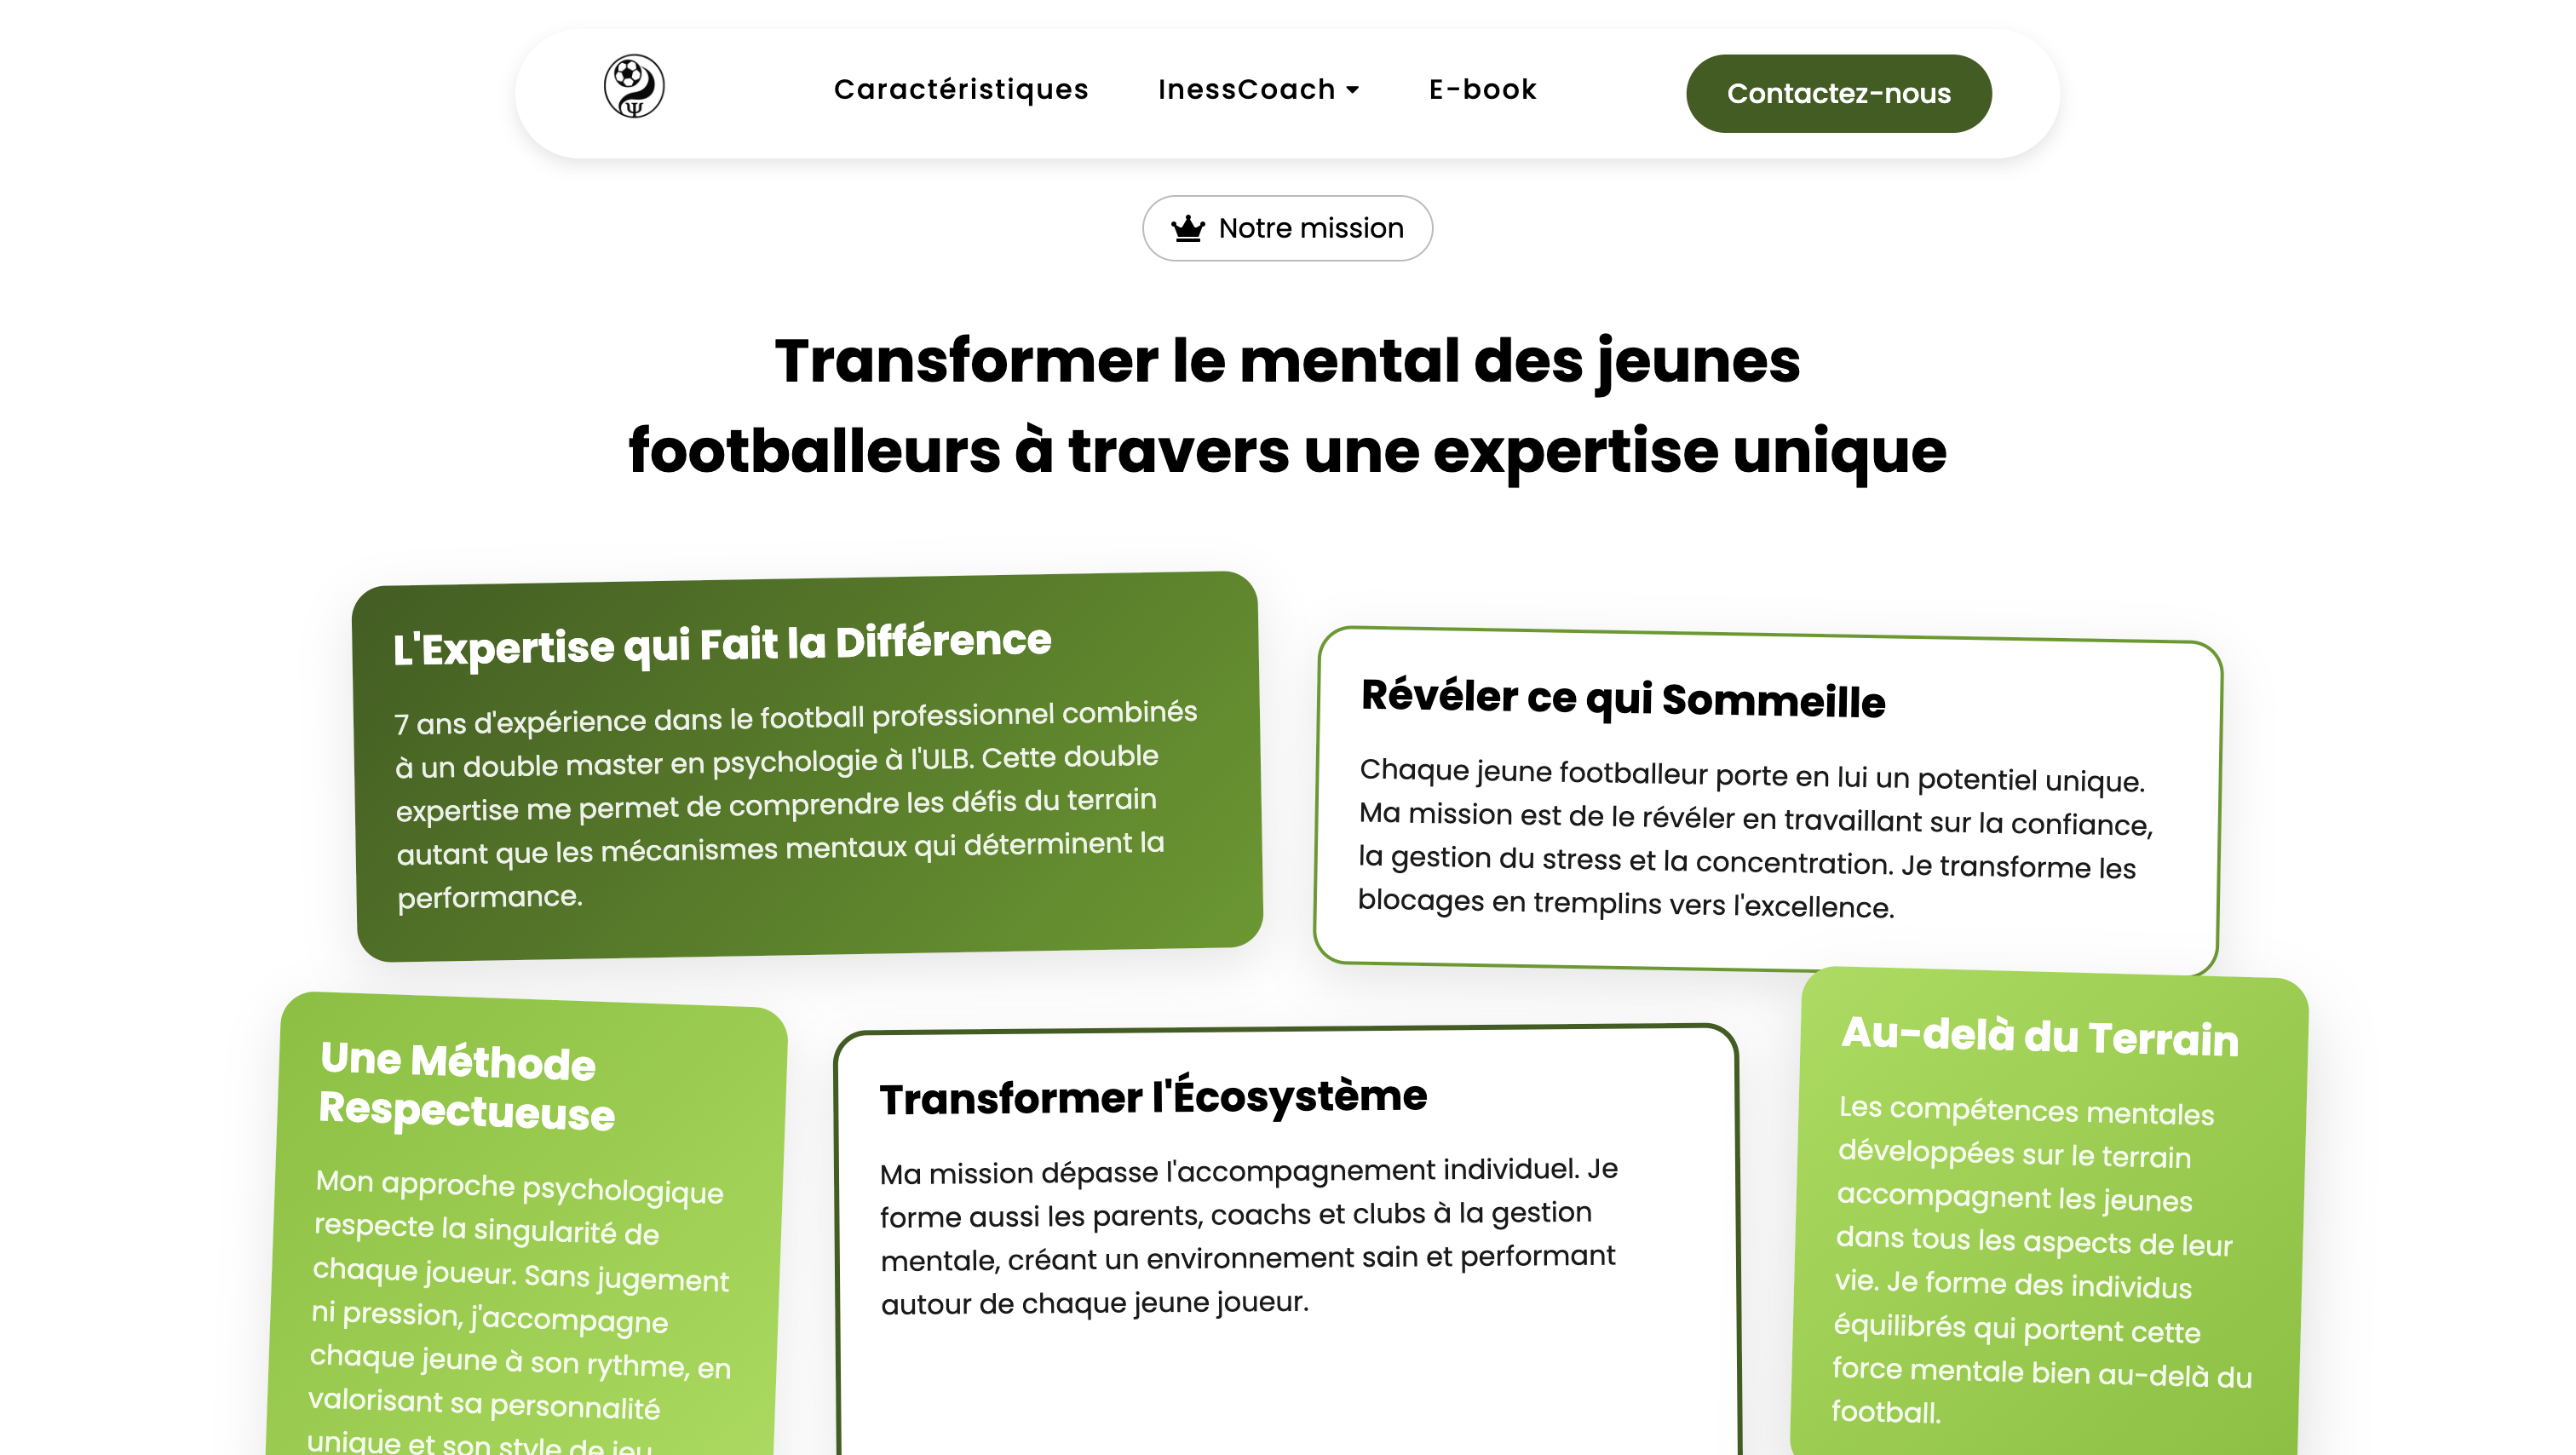 Caractéristiques
InessCoach
E-book
Contactez-nous
Notre mission
Transformer le mental des jeunes
footballeurs à travers une expertise unique
L'Expertise qui Fait la Différence
7 ans d'expérience dans le football professionnel combinés
à un double master en psychologie à l'ULB. Cette double
expertise me permet de comprendre les défis du terrain
autant que les mécanismes mentaux qui déterminent la
performance.
Révéler ce qui Sommeille
Chaque jeune footballeur porte en lui un potentiel unique.
Ma mission est de le révéler en travaillant sur la confiance,
la gestion du stress et la concentration. Je transforme les
blocages en tremplins vers l'excellence.
Une Méthode
Respectueuse
Mon approche psychologique
respecte la singularité de
chaque joueur. Sans jugement
ni pression, j'accompagne
chaque jeune à son rythme, en
valorisant sa personnalité
unique et son style de jeu
Transformer l'Écosystème
Ma mission dépasse l'accompagnement individuel. Je
forme aussi les parents, coachs et clubs à la gestion
mentale, créant un environnement sain et performant
autour de chaque jeune joueur.
Au-delà du Terrain
Les compétences mentales
développées sur le terrain
accompagnent les jeunes
dans tous les aspects de leur
vie. Je forme des individus
équilibrés qui portent cette
force mentale bien au-delà du
football.